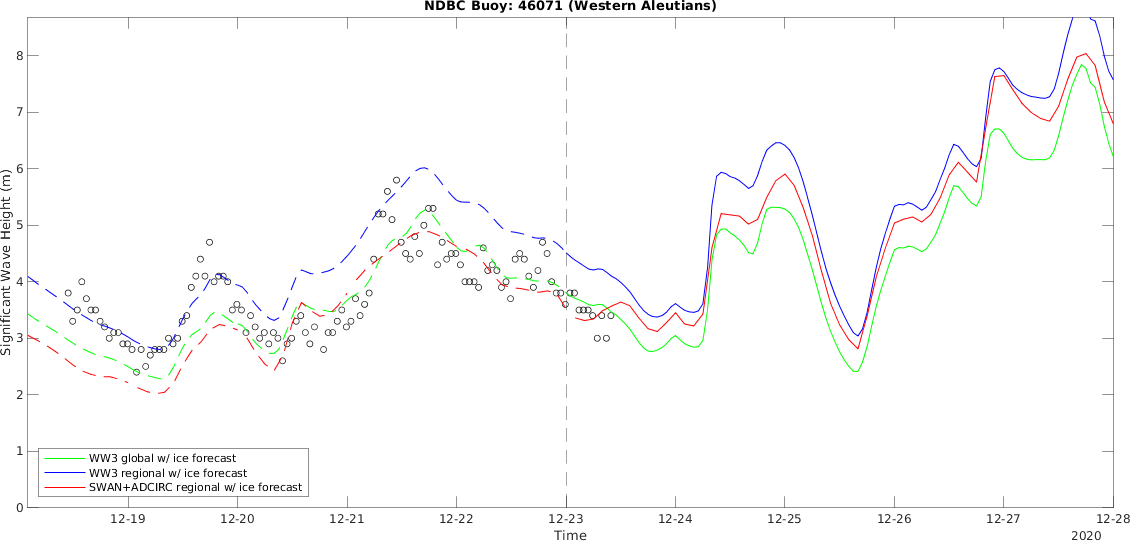 NDBC Buoy: 46071 (Western Aleutians)
Significant Wave Height (m)
8
7
6
5
4
3
2
1
0
WW3 global w/ ice forecast
WW3 regional w/ ice forecast
SWAN+ADCIRC regional w/ ice forecast
12-19 12-20 12-21 12-22 12-23 12-24 12-25 12-26 12-27 12-28
Time
2020